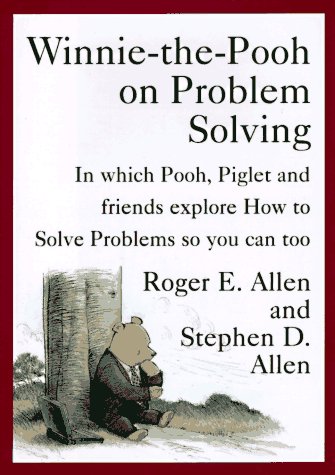 Winnie-the-Pooh
on Problem
Solving
In which Pooh, Piglet and
friends explore How to
Solve Problems so you can too
Roger E. Allen
and
Stephen D.
Allen